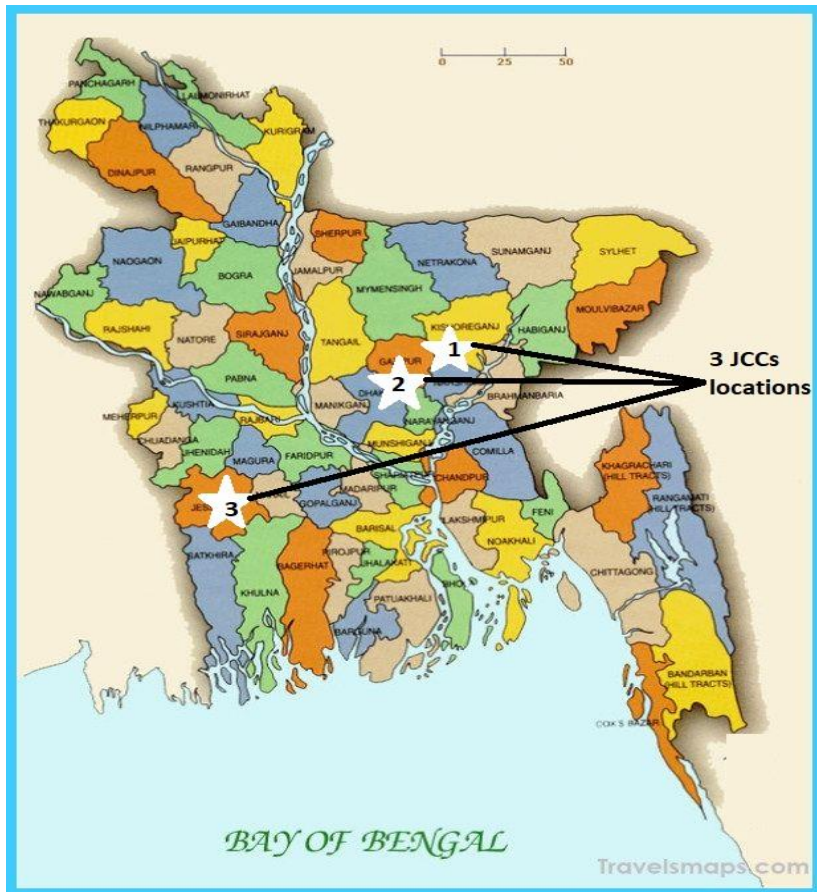 PANCHAGARH
LALMONIRHAT
0 25 50
THAKURGAON
NILPHAMARI
KURIGRAM
DINAJPUR
RANGPUR
GAIBANDHA
SHERPUR
JAIPURHAT
NAOGAON
BOGRA
JAMALPUR
NETRAKONA
SUNAMGANJ
SYLHET
MYMENSINGH
MOULVIBAZAR
NAWABGANJ
RAJSHAHI
NATORE
SIRAJGANJ
TANGAIL
KISHOREGANJ
HABIGANJ
1
3 JCCs
locations
2
PABNA
KUSHTIA
MANIKGANJ
BRAHMANBARIA
MEHERPUR
RAJBARI
NARAYANGANJ
CHUADANGA
JHENIDAH
MAGURA
FARIDPUR
MUNSHIGANJ
COMILLA
CHANDPUR
KHAGRACHARI
(HILL TRACTS)
RANGAMATI
(HILL TRACTS)
3
GOPALGANJ
MADARIPUR
LAKSHMIPUR
FENI
NOAKHALI
SATKHIRA
KHULNA
BAGERHAT
PIROJPUR
BARISAL
JHALAKATI
PATUAKHALI
BARGUNA
CHITTAGONG
BANDARBAN
(HILL TRACTS)
COX'S BAZAR
BAY OF BENGAL
Travelsmaps.com